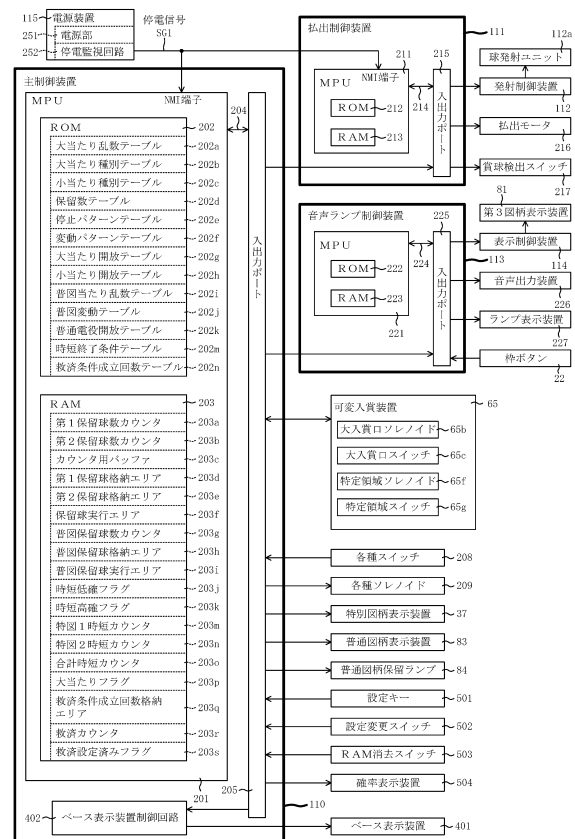 115
電源装置
251
電源部
252
停電監視回路
停電信号
SG1
主制御装置
MPU
NMI端子
204
ROM
202
大当たり乱数テーブル
202a
大当たり種別テーブル
202b
小当たり種別テーブル
202c
保留数テーブル
202d
停止パターンテーブル
202e
変動パターンテーブル
202f
大当たり開放テーブル
202g
小当たり開放テーブル
202h
普図当たり乱数テーブル
202i
普図変動テーブル
202j
普通電役開放テーブル
202k
時短終了条件テーブル
202m
救済条件成立回数テーブル
202n
RAM
203
第1保留球数カウンタ
203a
第2保留球数カウンタ
203b
カウンタ用バッファ
203c
第1保留球格納エリア
203d
第2保留球格納エリア
203e
保留球実行エリア
203f
普図保留球数カウンタ
203g
普図保留球格納エリア
203h
普図保留球実行エリア
203i
時短低確フラグ
203j
時短高確フラグ
203k
特図1時短カウンタ
203m
特図2時短カウンタ
203n
合計時短カウンタ
203o
大当たりフラグ
203p
救済条件成立回数格納
エリア
203q
救済カウンタ
203r
救済設定済みフラグ
203s
201
205
入出力ポート
110
402
ベース表示装置制御回路
払出制御装置
111
MPU
NMI端子
211
ROM
212
RAM
213
214
215
入出力ポート
112a
球発射ユニット
発射制御装置
112
払出モータ
216
賞球検出スイッチ
217
音声ランプ制御装置
MPU
ROM
222
RAM
223
221
224
225
入出力ポート
113
81
第3図柄表示装置
表示制御装置
114
音声出力装置
226
ランプ表示装置
227
枠ボタン
22
可変入賞装置
65
大入賞口ソレノイド
65b
大入賞口スイッチ
65c
特定領域ソレノイド
65f
特定領域スイッチ
65g
各種スイッチ
208
各種ソレノイド
209
特別図柄表示装置
37
普通図柄表示装置
83
普通図柄保留ランプ
84
設定キー
501
設定変更スイッチ
502
RAM消去スイッチ
503
確率表示装置
504
ベース表示装置
401